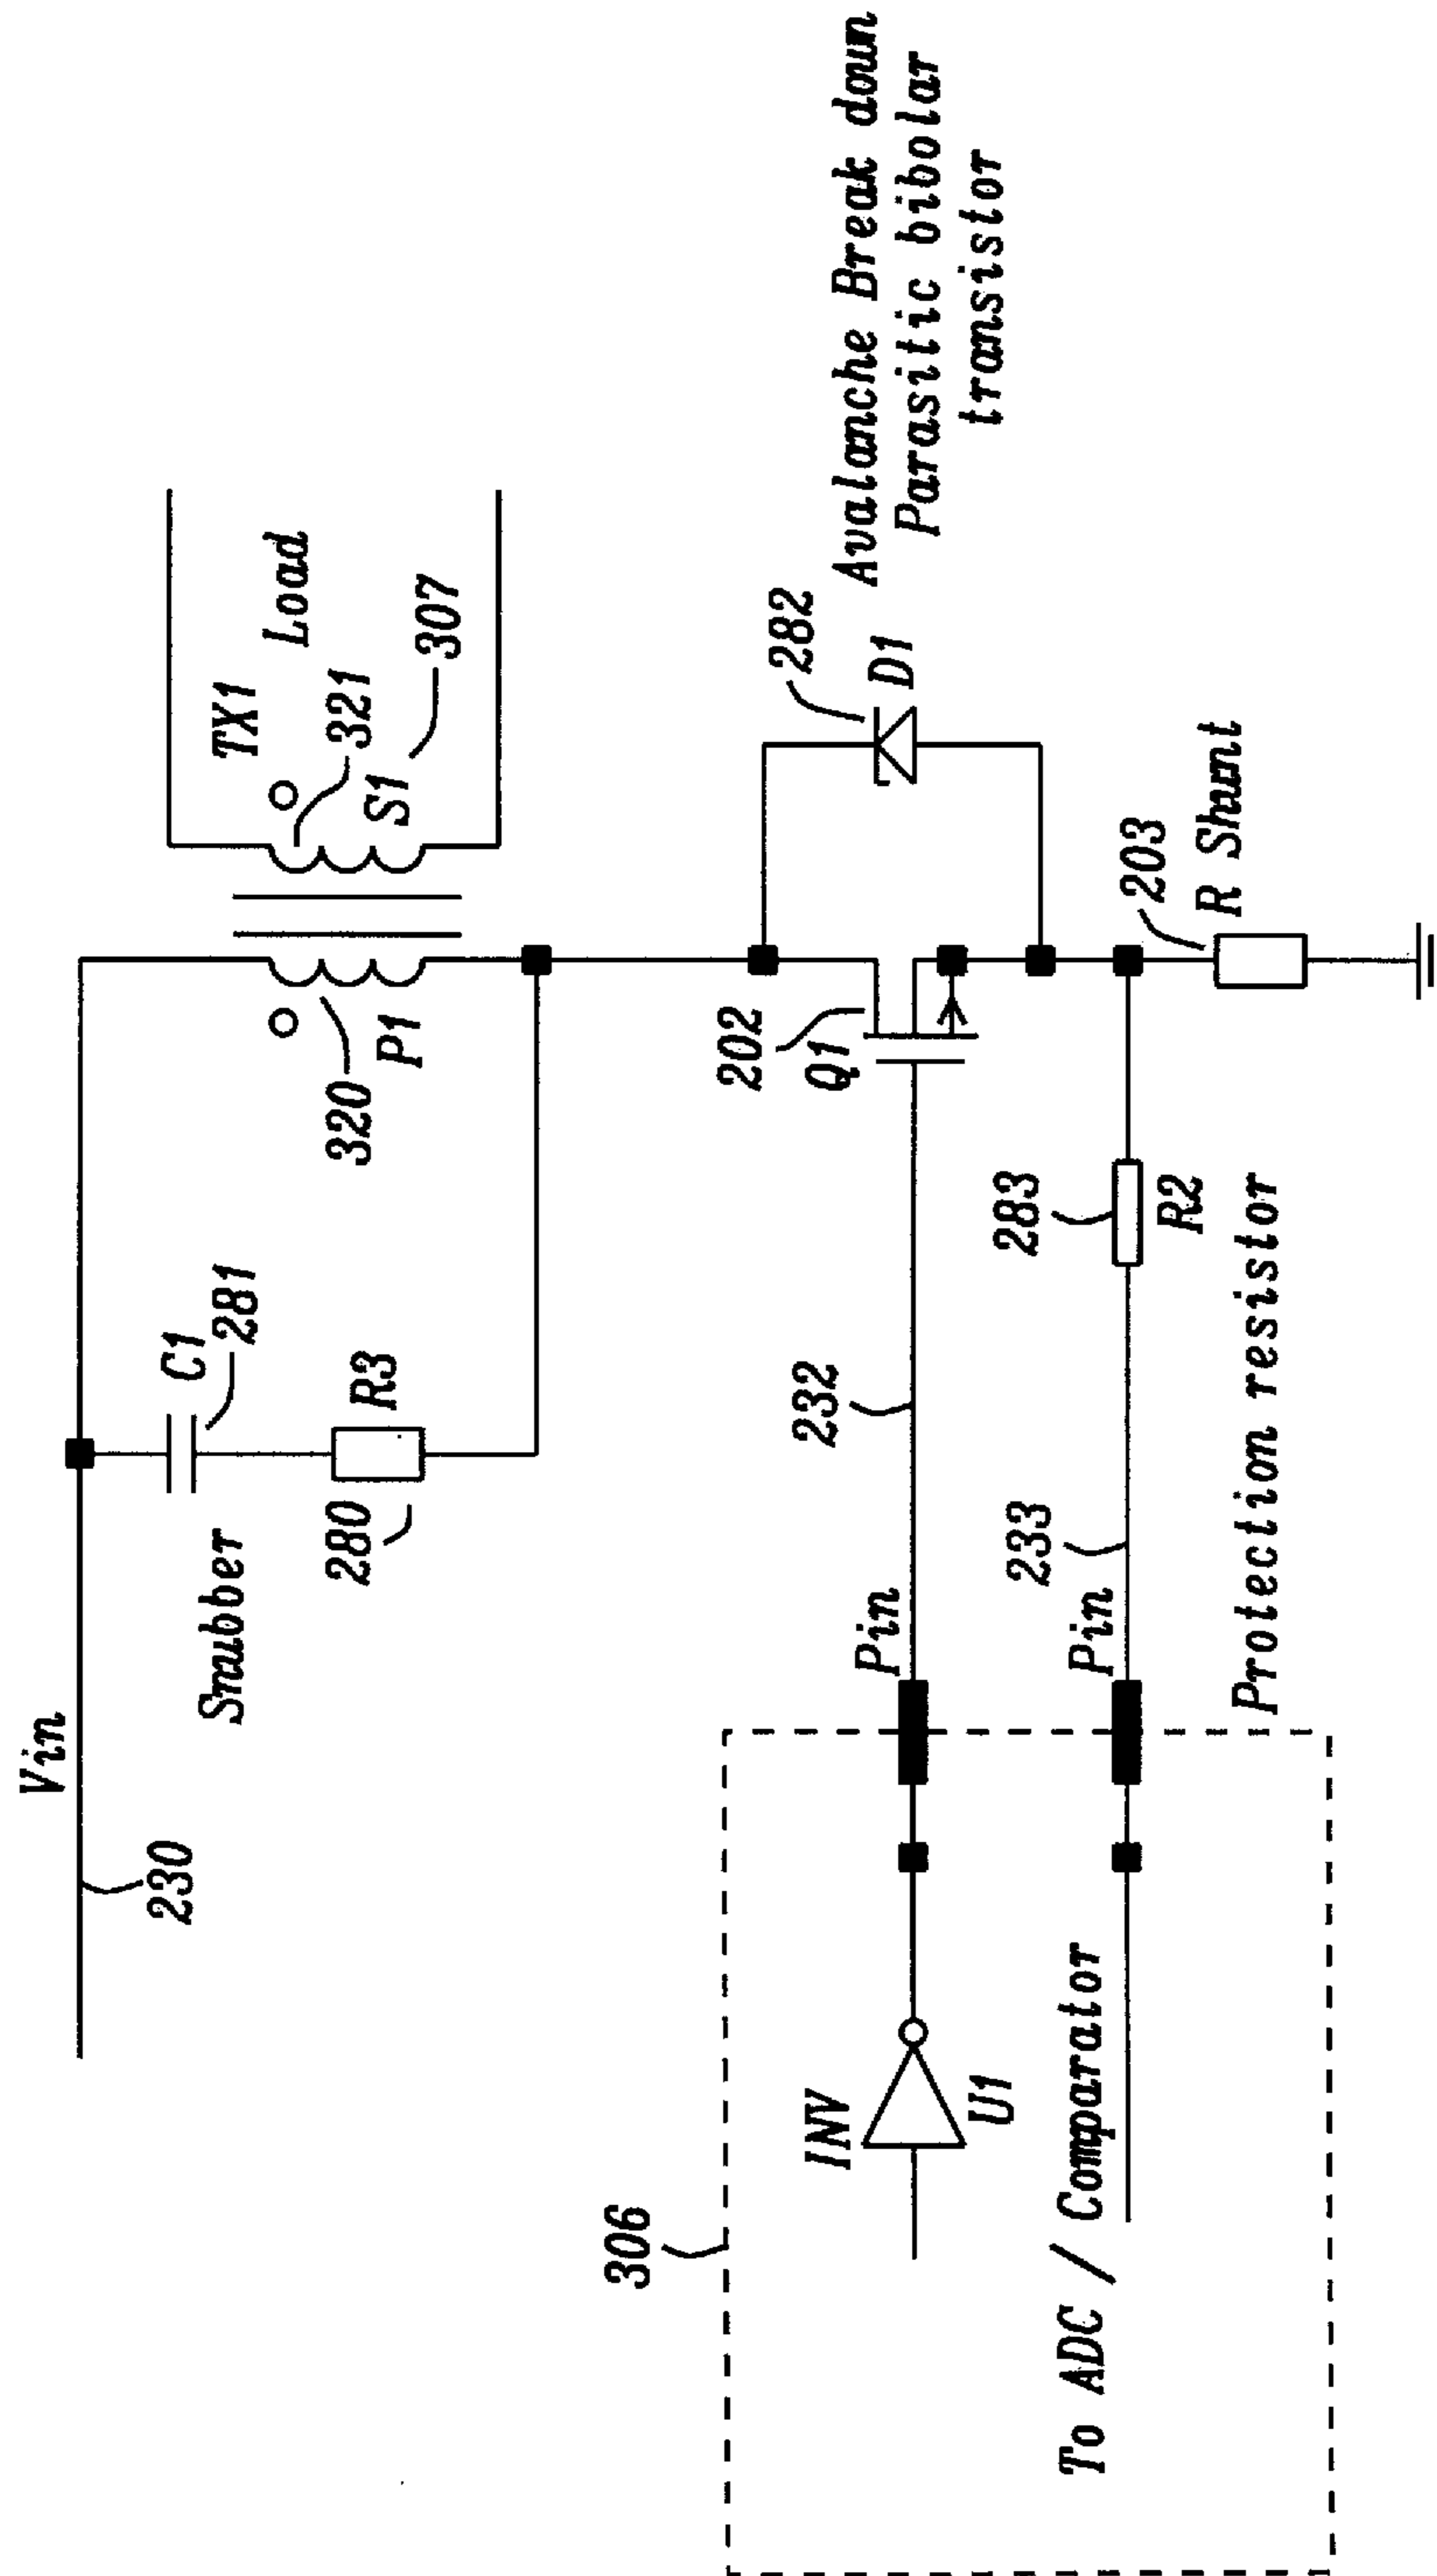 Vin
230
Snubber
C1
281
R3
280
320
P1
TX1
Load
321
S1
307
202
Q1
282
D1
Avalanche Break down
Parasitic bibolar
transistor
203
R Shunt
283
R2
Protection resistor
232
233
Pin
Pin
306
INV
U1
To ADC / Comparator